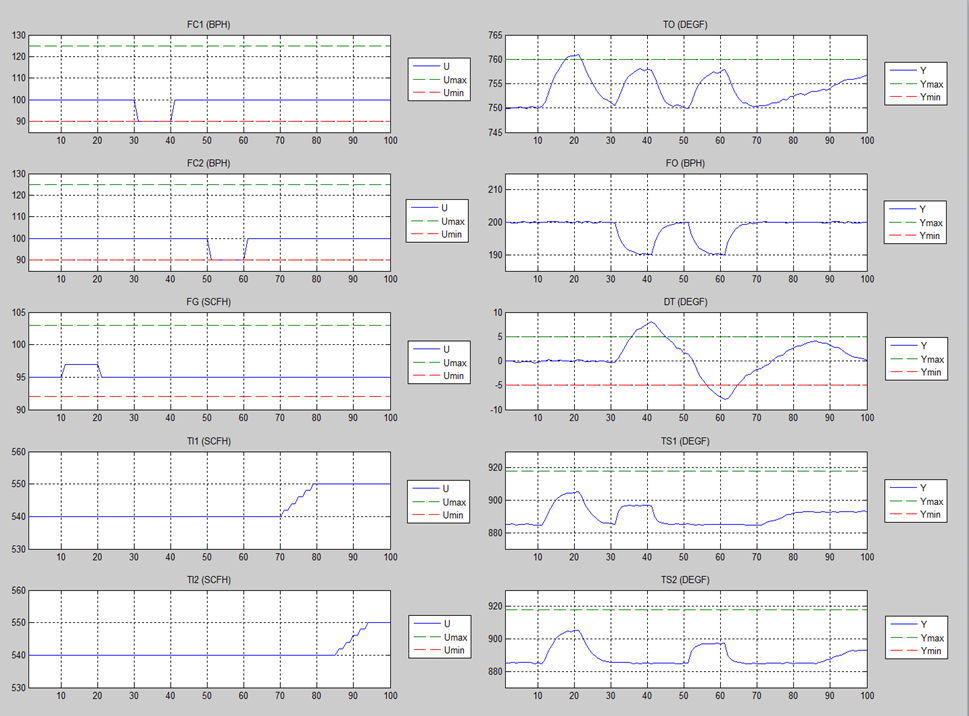 FC1 (BPH)
130
120
110
100
90
10 20 30 40 50 60 70 80 90 100
U
Umax
Umin
TO (DEGF)
765
760
755
750
745
10 20 30 40 50 60 70 80 90 100
Y
Ymax
Ymin
FC2 (BPH)
130
120
110
100
90
10 20 30 40 50 60 70 80 90 100
U
Umax
Umin
FO (BPH)
210
200
190
10 20 30 40 50 60 70 80 90 100
Y
Ymax
Ymin
FG (SCFH)
105
100
95
90
10 20 30 40 50 60 70 80 90 100
U
Umax
Umin
DT (DEGF)
10
5
0
-5
-10
10 20 30 40 50 60 70 80 90 100
Y
Ymax
Ymin
TI1 (SCFH)
560
550
540
530
10 20 30 40 50 60 70 80 90 100
U
Umax
Umin
TS1 (DEGF)
920
900
880
10 20 30 40 50 60 70 80 90 100
Y
Ymax
Ymin
TI2 (SCFH)
560
550
540
530
10 20 30 40 50 60 70 80 90 100
U
Umax
Umin
TS2 (DEGF)
920
900
880
10 20 30 40 50 60 70 80 90 100
Y
Ymax
Ymin